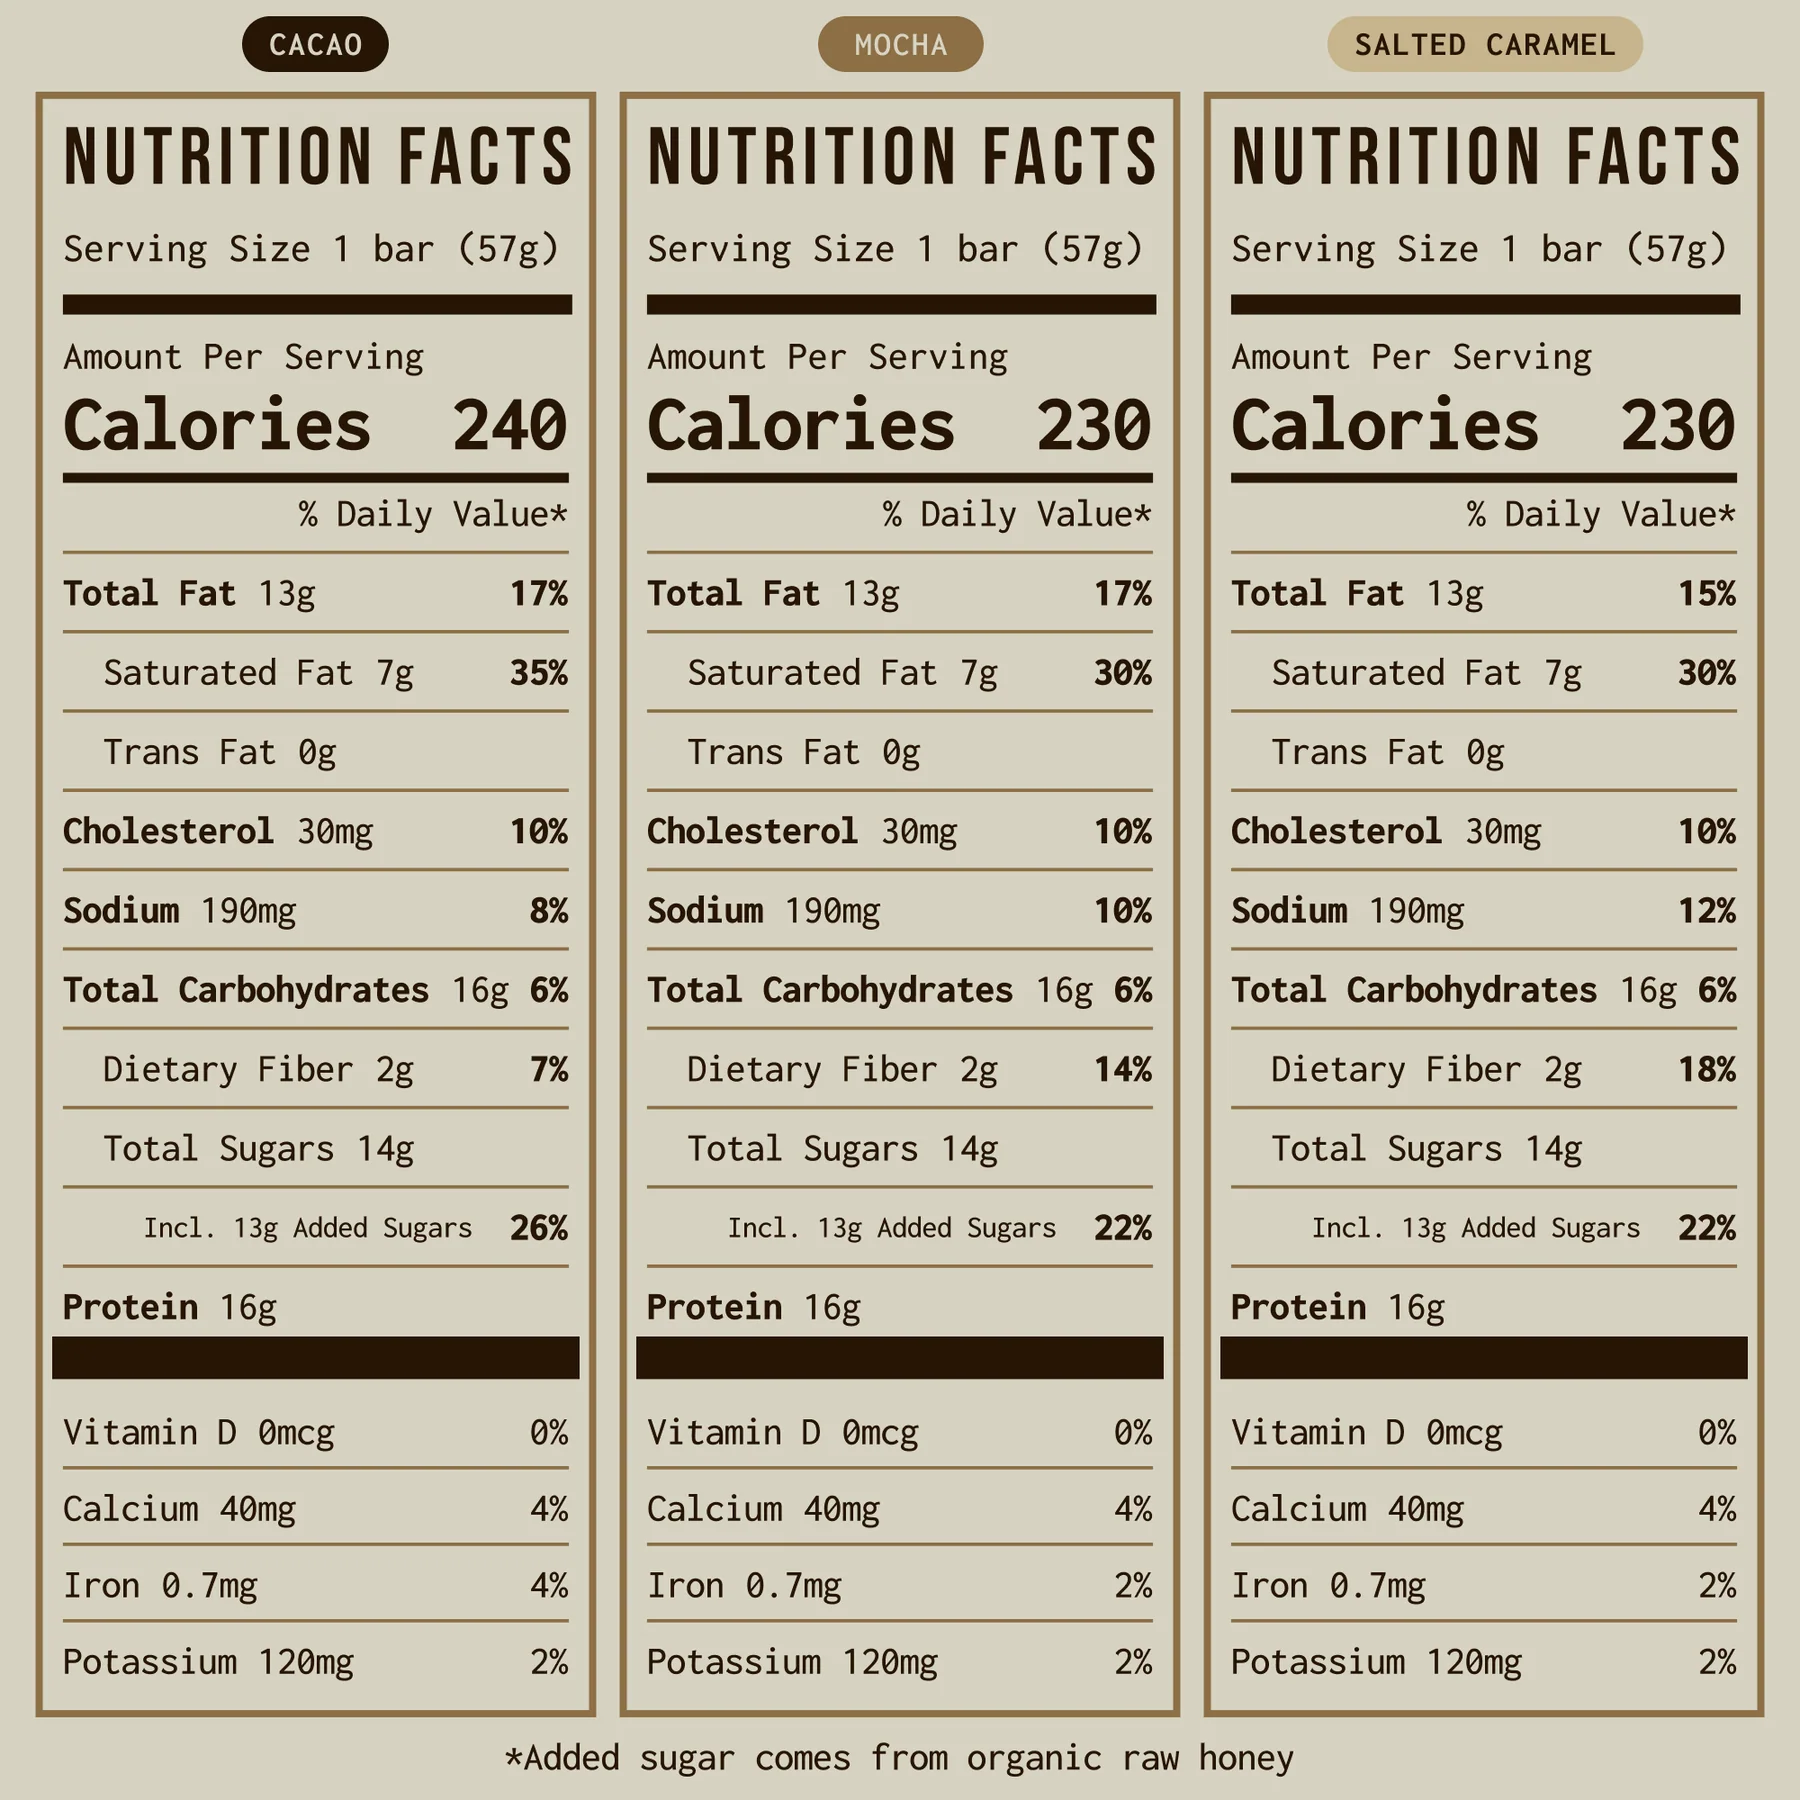 CACAO
NUTRITION FACTS
Serving Size 1 bar (57g)
Amount Per Serving
Calories 240
% Daily Value*
Total Fat 13g 17%
Saturated Fat 7g 35%
Trans Fat 0g
Cholesterol 30mg 10%
Sodium 190mg 8%
Total Carbohydrates 16g 6%
Dietary Fiber 2g 7%
Total Sugars 14g
Incl. 13g Added Sugars 26%
Protein 16g
Vitamin D 0mcg 0%
Calcium 40mg 4%
Iron 0.7mg 4%
Potassium 120mg 2%
MOCHA
NUTRITION FACTS
Serving Size 1 bar (57g)
Amount Per Serving
Calories 230
% Daily Value*
Total Fat 13g 17%
Saturated Fat 7g 30%
Trans Fat 0g
Cholesterol 30mg 10%
Sodium 190mg 10%
Total Carbohydrates 16g 6%
Dietary Fiber 2g 14%
Total Sugars 14g
Incl. 13g Added Sugars 22%
Protein 16g
Vitamin D 0mcg 0%
Calcium 40mg 4%
Iron 0.7mg 2%
Potassium 120mg 2%
SALTED CARAMEL
NUTRITION FACTS
Serving Size 1 bar (57g)
Amount Per Serving
Calories 230
% Daily Value*
Total Fat 13g 15%
Saturated Fat 7g 30%
Trans Fat 0g
Cholesterol 30mg 10%
Sodium 190mg 12%
Total Carbohydrates 16g 6%
Dietary Fiber 2g 18%
Total Sugars 14g
Incl. 13g Added Sugars 22%
Protein 16g
Vitamin D 0mcg 0%
Calcium 40mg 4%
Iron 0.7mg 2%
Potassium 120mg 2%
*Added sugar comes from organic raw honey